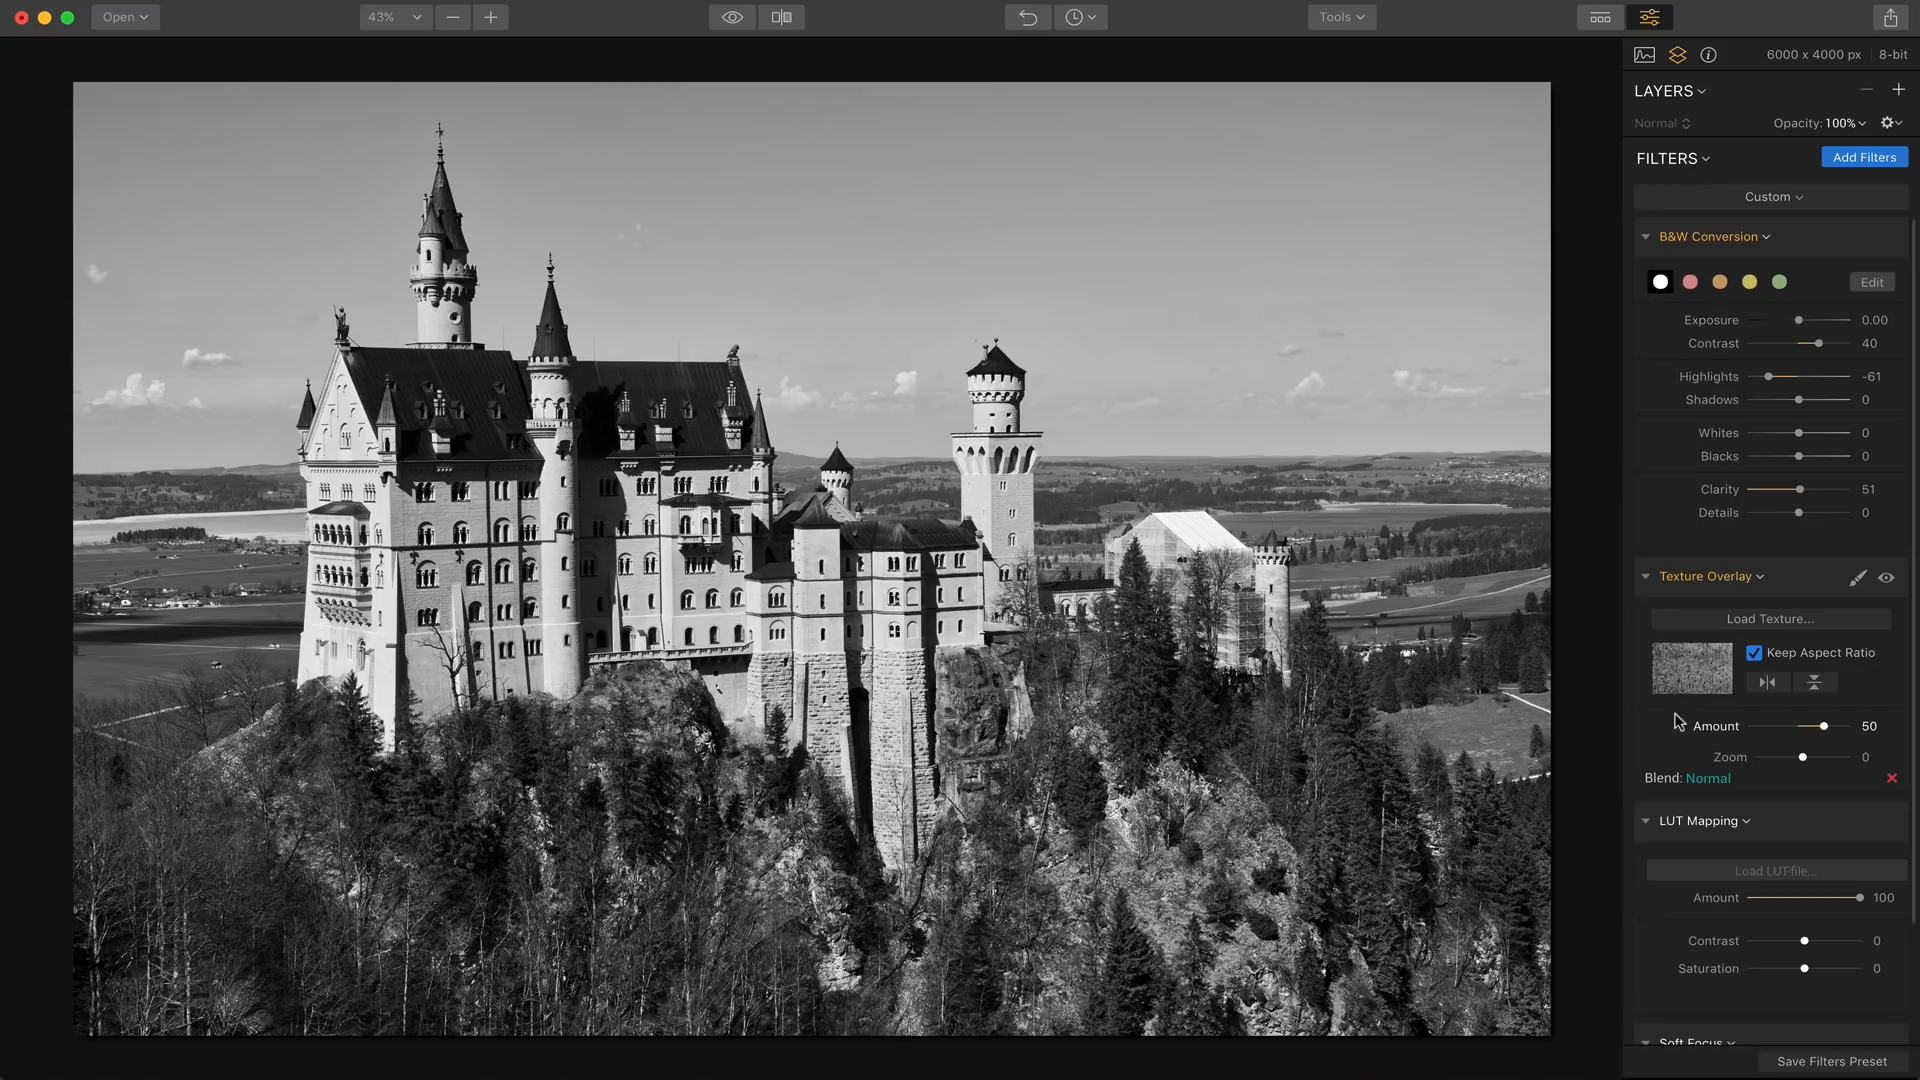 Open
43%
Tools
6000 x 4000 px 8-bit
LAYERS
Normal Opacity: 100%
FILTERS Add Filters
Custom
B&W Conversion
Edit
Exposure 0.00
Contrast 40
Highlights -61
Shadows 0
Whites 0
Blacks 0
Clarity 51
Details 0
Texture Overlay
Load Texture...
Keep Aspect Ratio
Amount 50
Zoom 0
Blend: Normal
LUT Mapping
Load LUT-file...
Amount 100
Contrast 0
Saturation 0
Soft Focus
Save Filters Preset